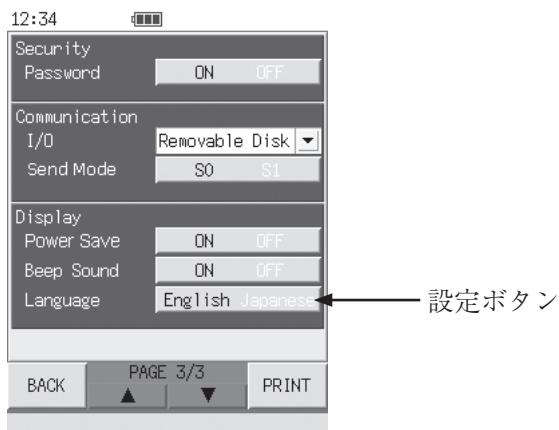 12:34
Security
Password ON OFF
Communication
I/O Removable Disk
Send Mode S0 S1
Display
Power Save ON OFF
Beep Sound ON OFF
Language English Japanese
設定ボタン
BACK PAGE 3/3 PRINT